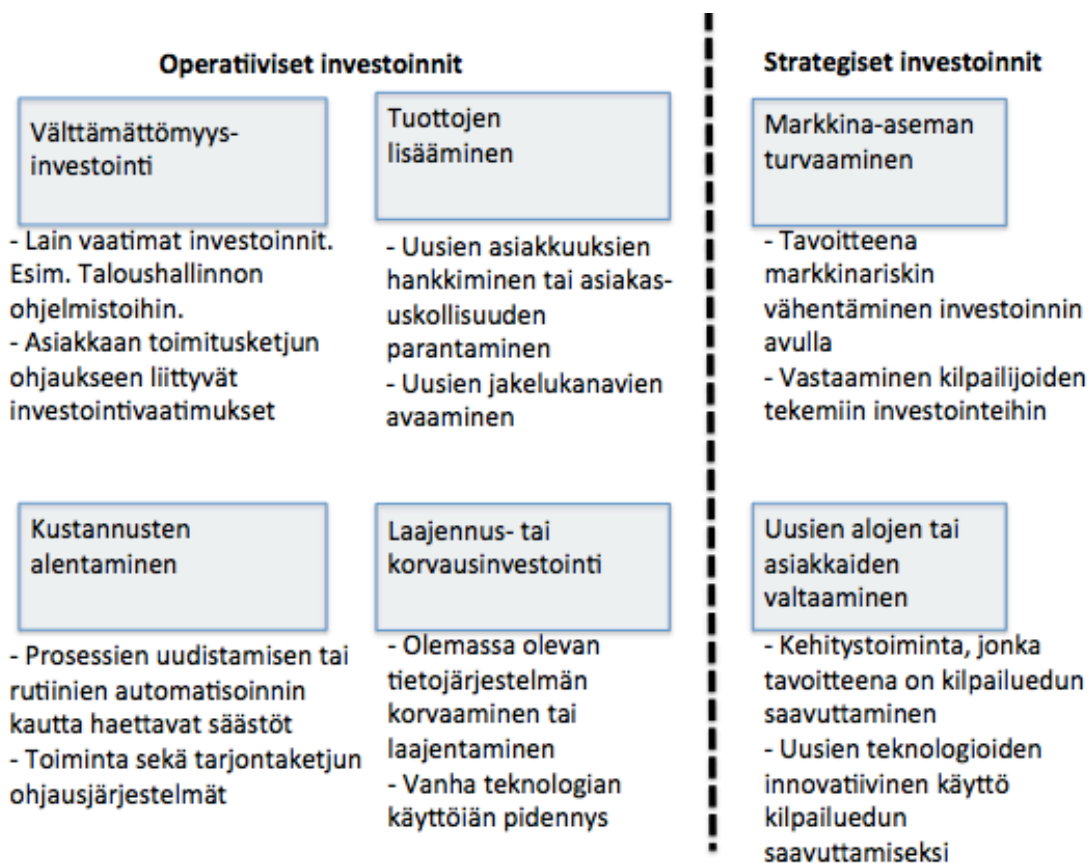 Operatiiviset investoinnit
Strategiset investoinnit
Välttämättömyys-
investointi
- Lain vaatimat investoinnit.
Esim. Taloushallinnon
ohjelmistoihin.
- Asiakkaan toimitusketjun
ohjaukseen liittyvät
investointivaatimukset
Tuottojen
lisääminen
- Uusien asiakkuuksien
hankkiminen tai asiakas-
uskollisuuden
parantaminen
- Uusien jakelukanavien
avaaminen
Markkina-aseman
turvaaminen
- Tavoitteena
markkinariskin
vähentäminen investoinnin
avulla
- Vastaaminen kilpailijoiden
tekemiin investointeihin
Kustannusten
alentaminen
- Prosessien uudistamisen tai
rutiinien automatisoinnin
kautta haettavat säästöt
- Toiminta sekä tarjontaketjun
ohjausjärjestelmät
Laajennus- tai
korvausinvestointi
- Olemassa olevan
tietojärjestelmän
korvaaminen tai
laajentaminen
- Vanha teknologian
käyttöiän pidennys
Uusien alojen tai
asiakkaiden
valtaaminen
- Kehitystoiminta, jonka
tavoitteena on kilpailuedun
saavuttaminen
- Uusien teknologioiden
innovatiivinen käyttö
kilpailuedun
saavuttamiseksi